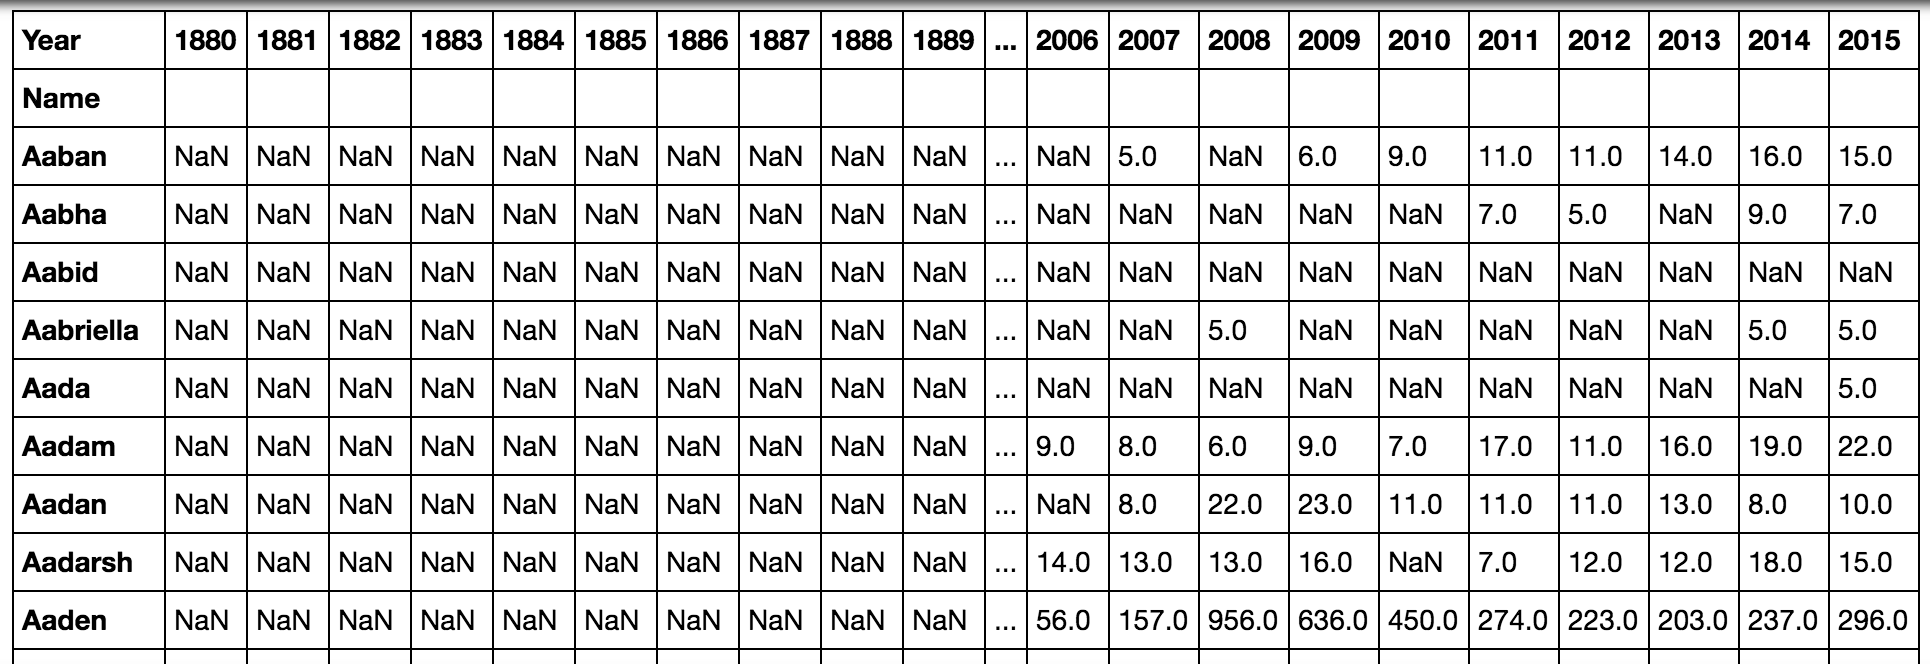 Year 1880 1881 1882 1883 1884 1885 1886 1887 1888 1889 ... 2006 2007 2008 2009 2010 2011 2012 2013 2014 2015
Name
Aaban NaN NaN NaN NaN NaN NaN NaN NaN NaN NaN ... NaN 5.0 NaN 6.0 9.0 11.0 11.0 14.0 16.0 15.0
Aabha NaN NaN NaN NaN NaN NaN NaN NaN NaN NaN ... NaN NaN NaN NaN NaN 7.0 5.0 NaN 9.0 7.0
Aabid NaN NaN NaN NaN NaN NaN NaN NaN NaN NaN ... NaN NaN NaN NaN NaN NaN NaN NaN NaN NaN
Aabriella NaN NaN NaN NaN NaN NaN NaN NaN NaN NaN ... NaN NaN 5.0 NaN NaN NaN NaN NaN 5.0 5.0
Aada NaN NaN NaN NaN NaN NaN NaN NaN NaN NaN ... NaN NaN NaN NaN NaN NaN NaN NaN NaN 5.0
Aadam NaN NaN NaN NaN NaN NaN NaN NaN NaN NaN ... 9.0 8.0 6.0 9.0 7.0 17.0 11.0 16.0 19.0 22.0
Aadan NaN NaN NaN NaN NaN NaN NaN NaN NaN NaN ... NaN 8.0 22.0 23.0 11.0 11.0 11.0 13.0 8.0 10.0
Aadarsh NaN NaN NaN NaN NaN NaN NaN NaN NaN NaN ... 14.0 13.0 13.0 16.0 NaN 7.0 12.0 12.0 18.0 15.0
Aaden NaN NaN NaN NaN NaN NaN NaN NaN NaN NaN ... 56.0 157.0 956.0 636.0 450.0 274.0 223.0 203.0 237.0 296.0